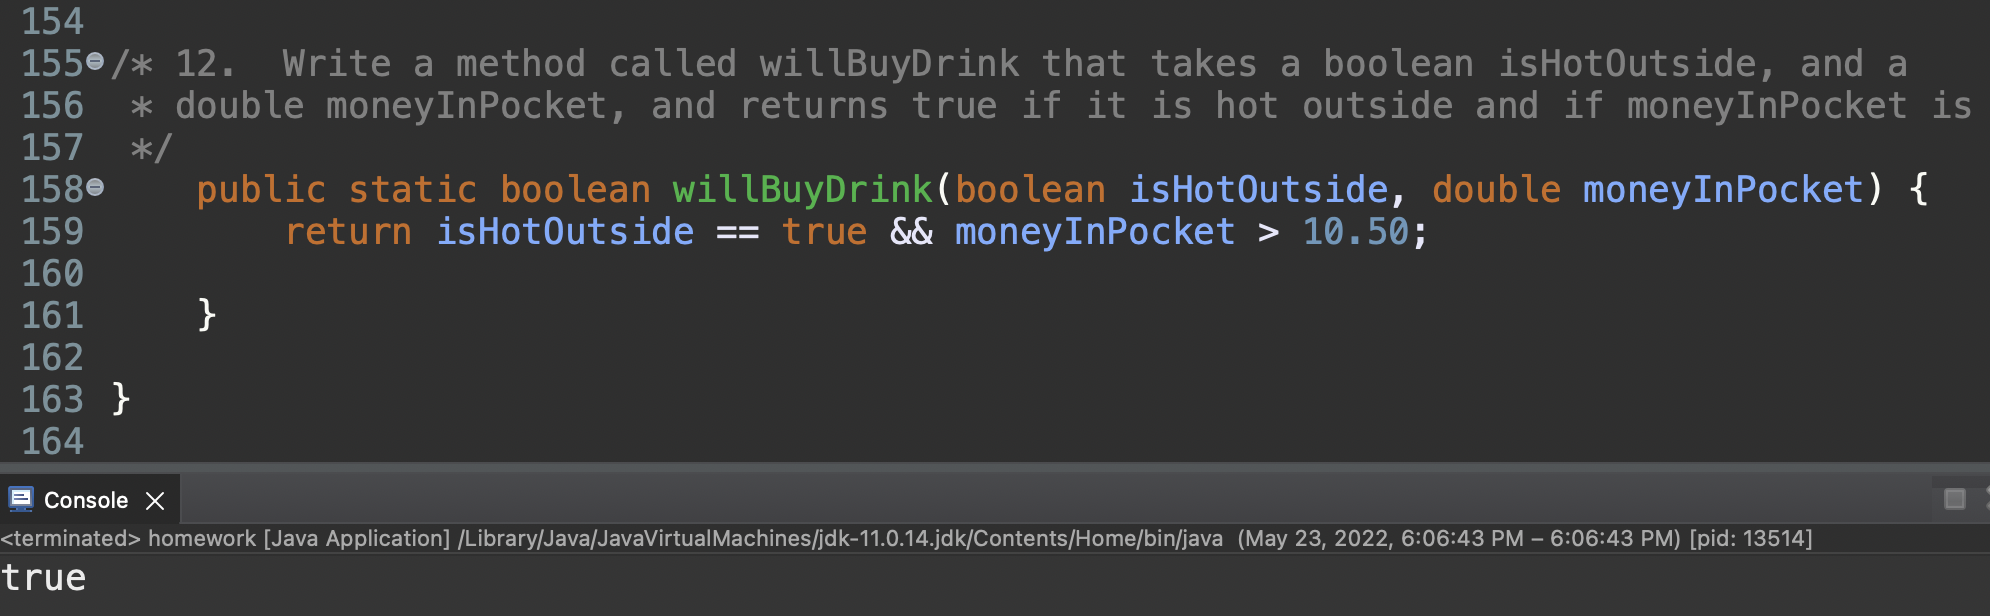 154
155 /* 12.  Write a method called willBuyDrink that takes a boolean isHotOutside, and a
156  * double moneyInPocket, and returns true if it is hot outside and if moneyInPocket is
157  */
158     public static boolean willBuyDrink(boolean isHotOutside, double moneyInPocket) {
159         return isHotOutside == true && moneyInPocket > 10.50;
160
161     }
162
163 }
164
Console
<terminated> homework [Java Application] /Library/Java/JavaVirtualMachines/jdk-11.0.14.jdk/Contents/Home/bin/java  (May 23, 2022, 6:06:43 PM – 6:06:43 PM) [pid: 13514]
true